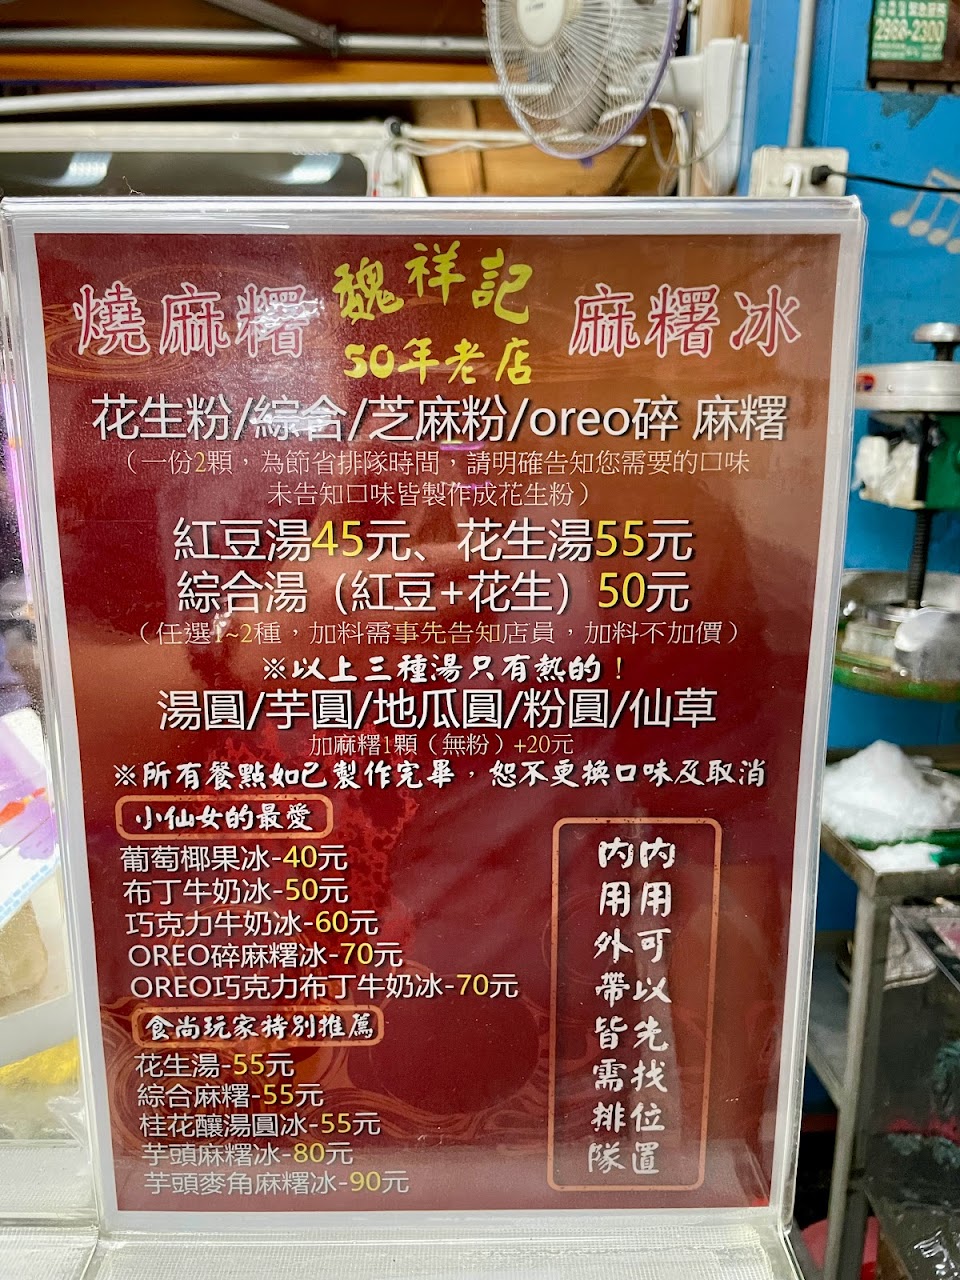 緊急服務
2968-2300
燒麻糬
魏祥記
麻糬冰
50年老店
花生粉/綜合/芝麻粉/oreo碎 麻糬
（一份2顆，為節省排隊時間，請明確告知您需要的口味
未告知口味皆製作成花生粉）
紅豆湯45元、花生湯55元
綜合湯（紅豆+花生）50元
（任選1~2種，加料需事先告知店員，加料不加價）
※以上三種湯只有熱的！
湯圓/芋圓/地瓜圓/粉圓/仙草
加麻糬1顆（無粉）+20元
※所有餐點如已製作完畢，恕不更換口味及取消
小仙女的最愛
葡萄椰果冰-40元
布丁牛奶冰-50元
巧克力牛奶冰-60元
OREO碎麻糬冰-70元
OREO巧克力布丁牛奶冰-70元
食尚玩家特別推薦
花生湯-55元
綜合麻糬-55元
桂花釀湯圓冰-55元
芋頭麻糬冰-80元
芋頭麥角麻糬冰-90元
內用可以先找位置
內用外帶皆需排隊